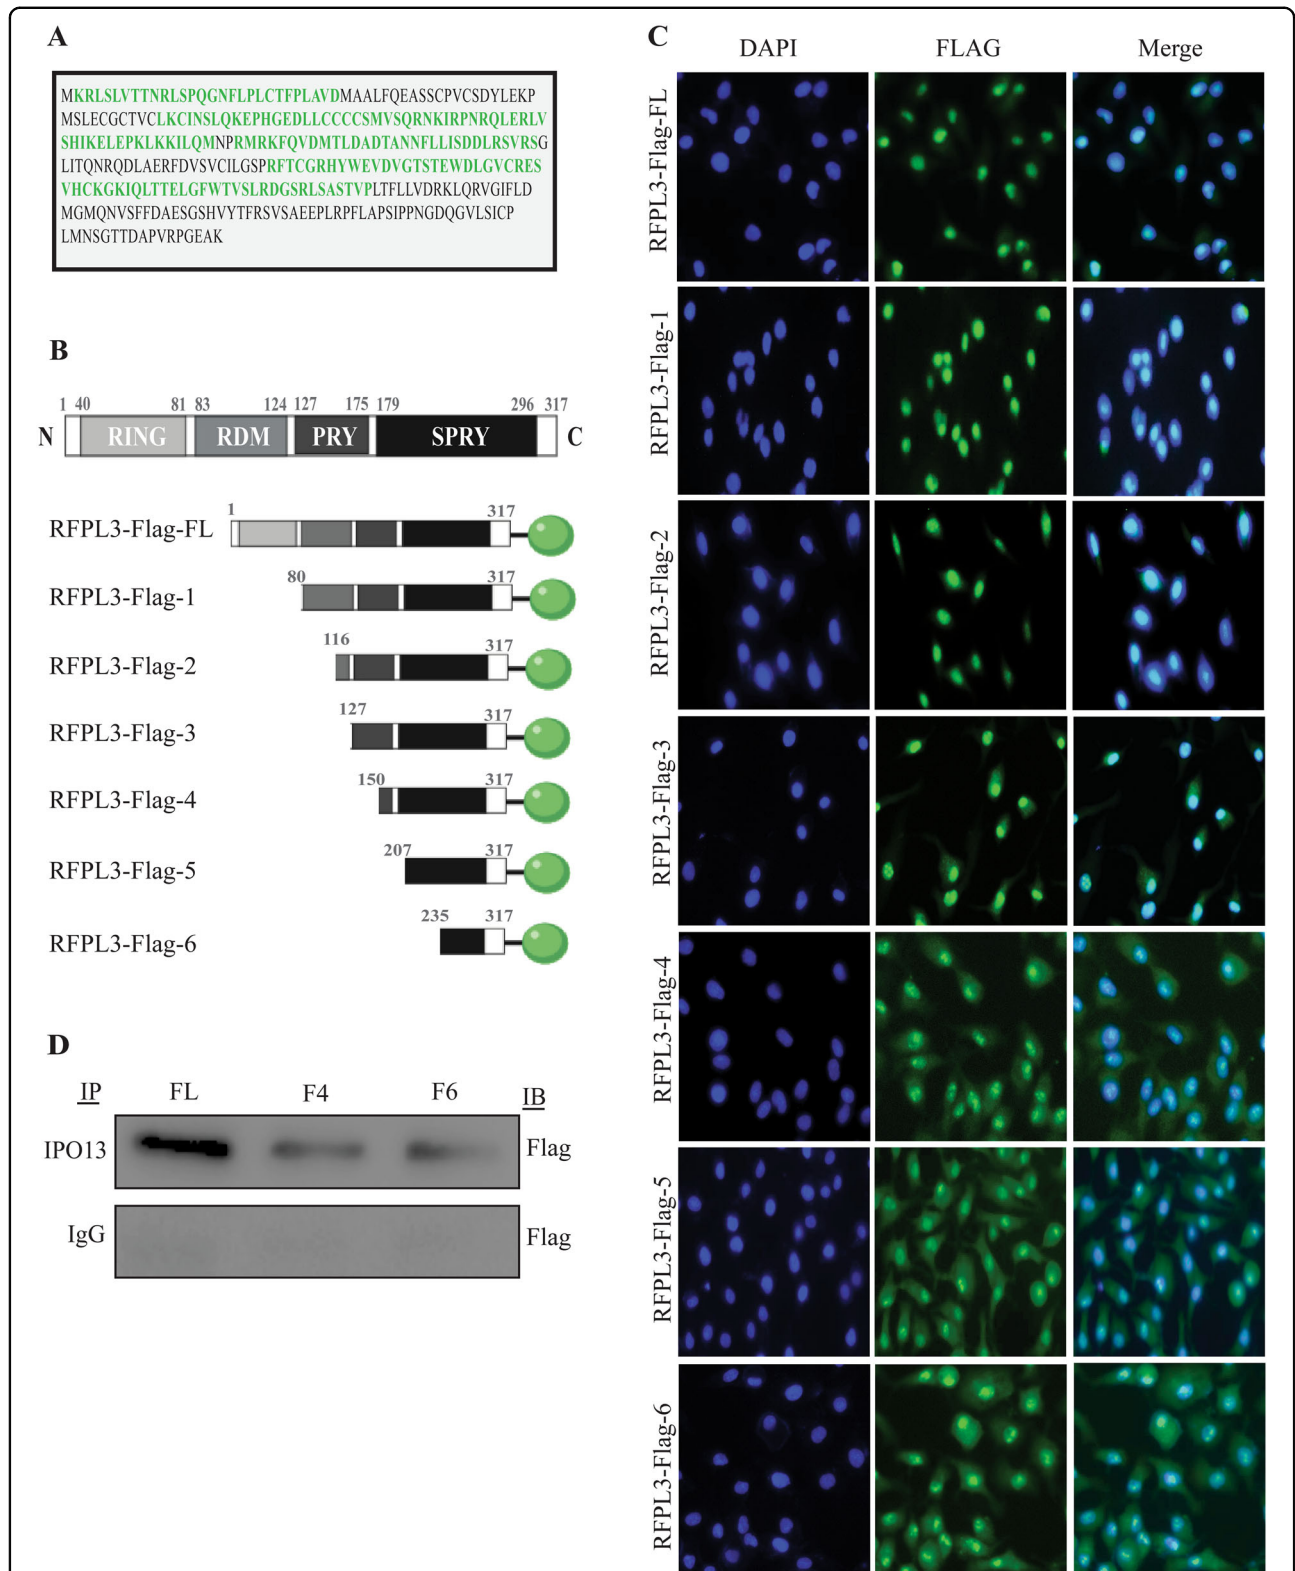 A
MKRLSLVTTNRLSPQGNFLPLCTFPLAVDMAALFQEASSCPVCSDYLEKP
MSLECGCTVCLKCINSLQKEPHGEDLLCCCCSMVSQRNKIRPNRQLERLV
SHIKELEPKLKKILQMNPRMRKFQVDMTLDADTANNFLLISDDLRSVRSG
LITQNRQDLAERFDVSVCILGSPRFTCGRHYWEVDVGTSTEWDLGVCRES
VHCKGKIQLTTELGFWTVSLRDGSRLSASTVPLTFLLVDRKLQRVGIFLD
MGMQNVSFFDAESGSHVYTFRSVSAEEPLRPFLAPSIPPNGDQGVLSICP
LMNSGTTDAPVRPGEAK
B
1 40 81 83 124 127 175 179 296 317
N RING RDM PRY SPRY C
1 317
RFPL3-Flag-FL
80 317
RFPL3-Flag-1
116 317
RFPL3-Flag-2
127 317
RFPL3-Flag-3
150 317
RFPL3-Flag-4
207 317
RFPL3-Flag-5
235 317
RFPL3-Flag-6
C
DAPI FLAG Merge
RFPL3-Flag-FL
RFPL3-Flag-1
RFPL3-Flag-2
RFPL3-Flag-3
RFPL3-Flag-4
RFPL3-Flag-5
RFPL3-Flag-6
D
IP FL F4 F6 IB
IPO13 Flag
IgG Flag